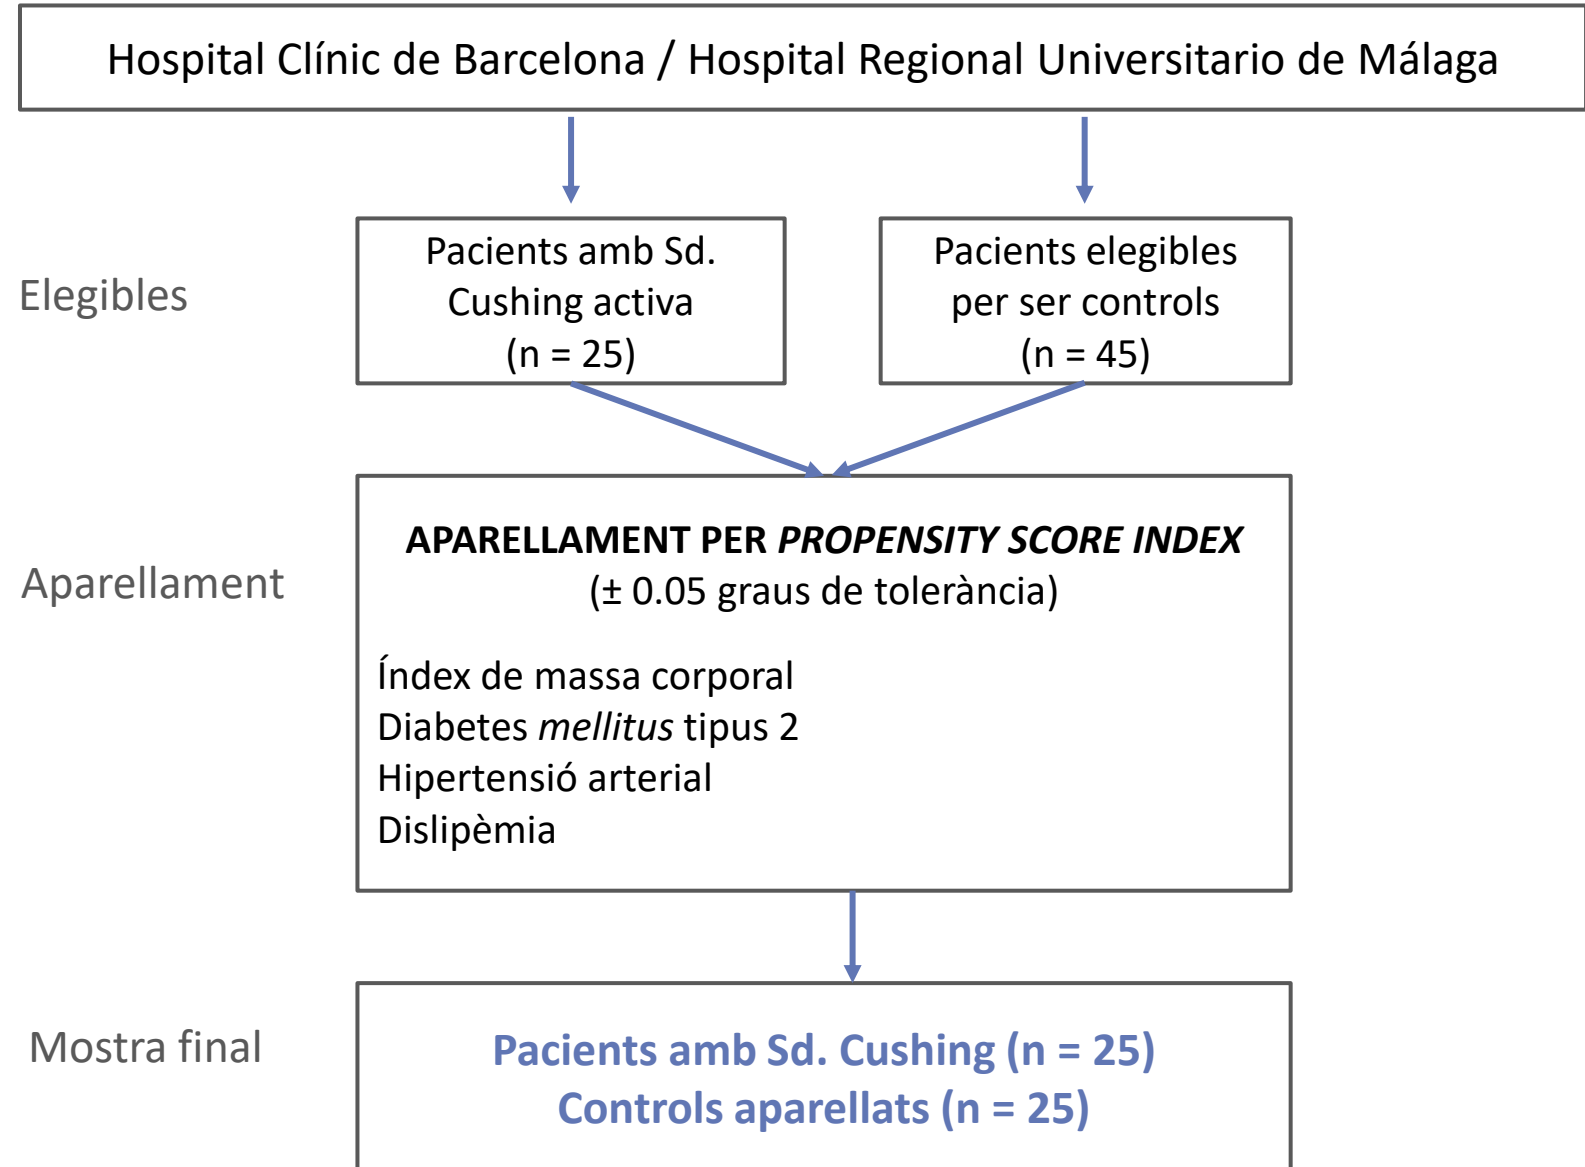 Hospital Clínic de Barcelona / Hospital Regional Universitario de Málaga
Elegibles
Pacients amb Sd.
Cushing activa
(n = 25)
Pacients elegibles
per ser controls
(n = 45)
Aparellament
APARELLAMENT PER PROPENSITY SCORE INDEX
(± 0.05 graus de tolerància)
Índex de massa corporal
Diabetes mellitus tipus 2
Hipertensió arterial
Dislipèmia
Mostra final
Pacients amb Sd. Cushing (n = 25)
Controls aparellats (n = 25)